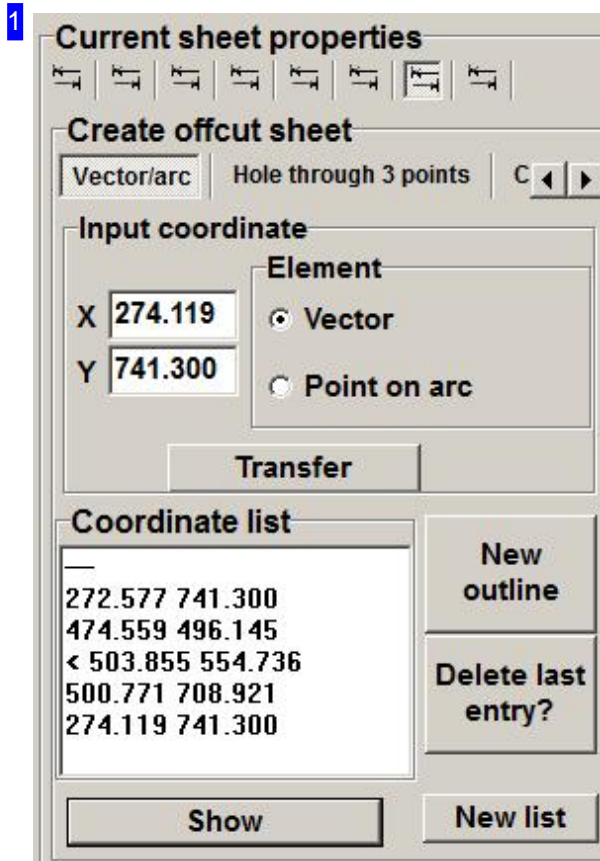 1
Current sheet properties
Create offcut sheet
Vector/arc
Hole through 3 points
C
Input coordinate
Element
X 274.119
Vector
Y 741.300
Point on arc
Transfer
Coordinate list
—
272.577 741.300
474.559 496.145
< 503.855 554.736
500.771 708.921
274.119 741.300
New
outline
Delete last
entry?
Show
New list